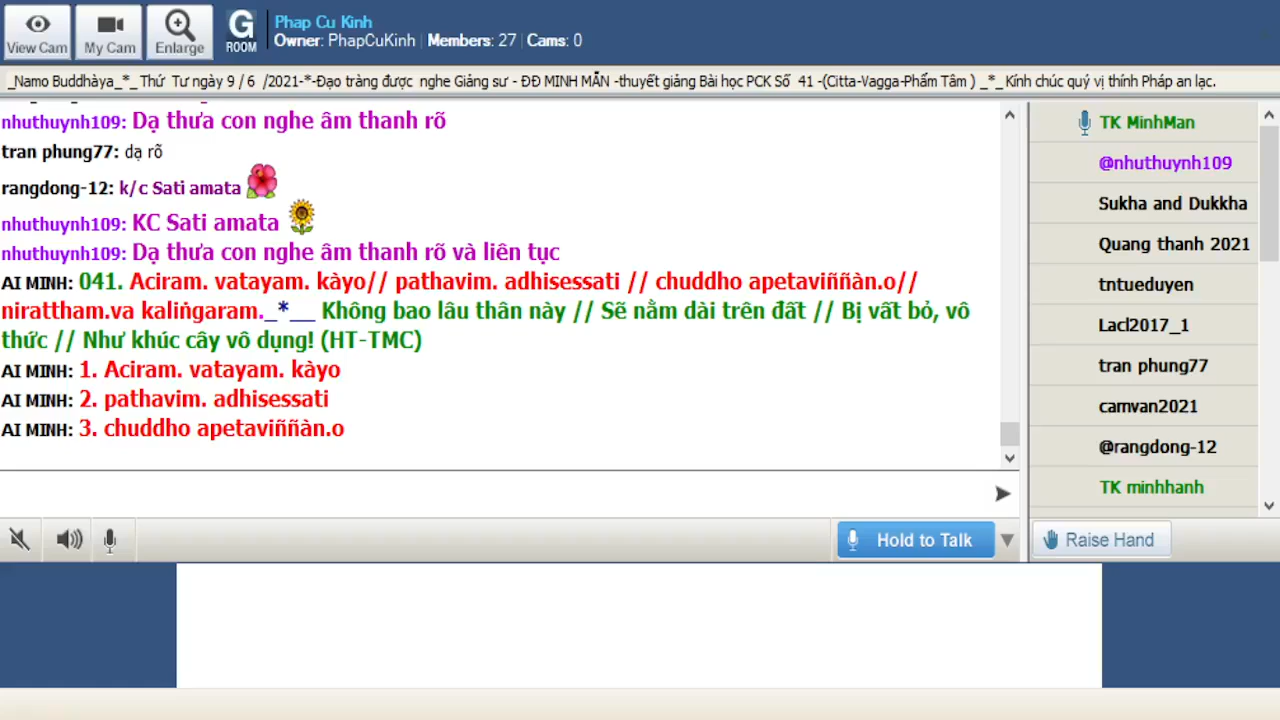 View Cam
My Cam
Enlarge
G
ROOM
Phap Cu Kinh
Owner: PhapCuKinh | Members: 27 | Cams: 0
_Namo Buddhàya_*_ Thứ Tư ngày 9 / 6 /2021-*-Đạo tràng được nghe Giảng sư - ĐĐ MINH MẪN -thuyết giảng Bài học PCK Số 41 -(Citta-Vagga-Phẩm Tâm ) _*_ Kính chúc quý vị thính Pháp an lạc.
nhuthuynh109: Dạ thưa con nghe âm thanh rõ
tran phung77: dạ rõ
rangdong-12: k/c Sati amata
nhuthuynh109: KC Sati amata
nhuthuynh109: Dạ thưa con nghe âm thanh rõ và liên tục
AI MINH: 041. Aciram. vatayam. kàyo// pathavim. adhisessati // chuddho apetaviññàn.o//
nirattham.va kaliṅgaram._*__ Không bao lâu thân này // Sẽ nằm dài trên đất // Bị vất bỏ, vô
thức // Như khúc cây vô dụng! (HT-TMC)
AI MINH: 1. Aciram. vatayam. kàyo
AI MINH: 2. pathavim. adhisessati
AI MINH: 3. chuddho apetaviññàn.o
TK MinhMan
@nhuthuynh109
Sukha and Dukkha
Quang thanh 2021
tntueduyen
Lacl2017_1
tran phung77
camvan2021
@rangdong-12
TK minhhanh
Hold to Talk
Raise Hand